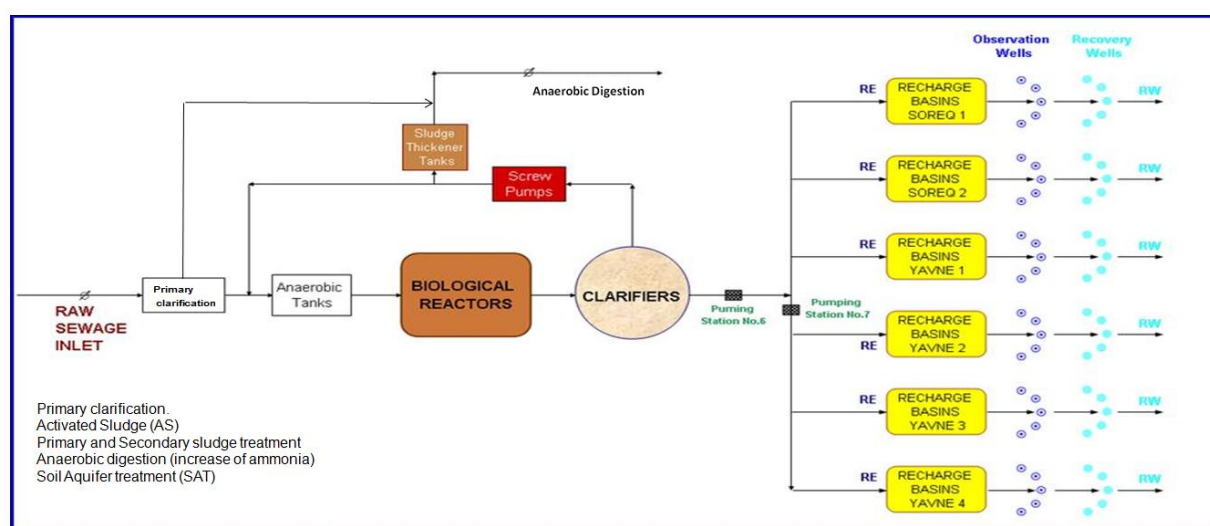 Observation
Wells
Recovery
Wells
Anaerobic Digestion
Sludge
Thickener
Tanks
Screw
Pumps
Primary
clarification
Anaerobic
Tanks
BIOLOGICAL
REACTORS
CLARIFIERS
RAW
SEWAGE
INLET
Puming
Station No.6
Pumping
Station No.7
RE
RECHARGE
BASINS
SOREQ 1
RW
RE
RECHARGE
BASINS
SOREQ 2
RW
RE
RECHARGE
BASINS
YAVNE 1
RW
RE
RECHARGE
BASINS
YAVNE 2
RW
RE
RECHARGE
BASINS
YAVNE 3
RW
RE
RECHARGE
BASINS
YAVNE 4
RW
Primary clarification.
Activated Sludge (AS)
Primary and Secondary sludge treatment
Anaerobic digestion (increase of ammonia)
Soil Aquifer treatment (SAT)